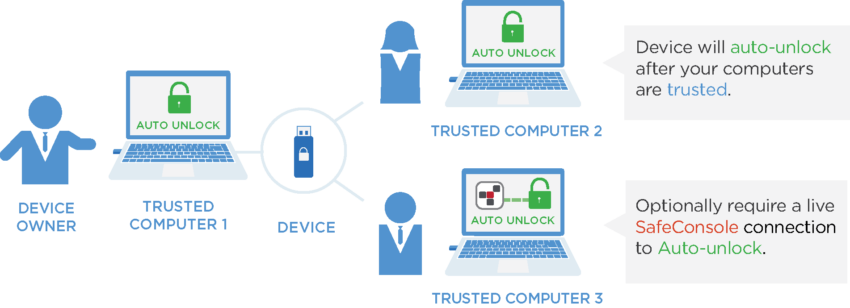 AUTO UNLOCK
DEVICE
OWNER
TRUSTED
COMPUTER 1
DEVICE
AUTO UNLOCK
TRUSTED COMPUTER 2
Device will auto-unlock
after your computers
are trusted.
AUTO UNLOCK
TRUSTED COMPUTER 3
Optionally require a live
SafeConsole connection
to Auto-unlock.